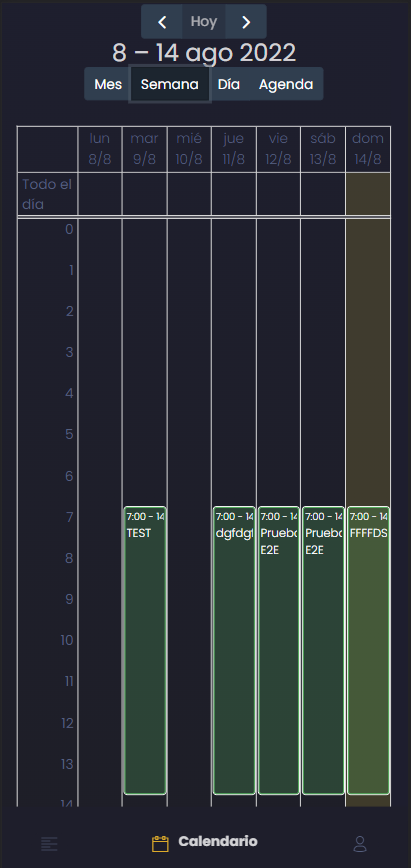 Hoy
8 – 14 ago 2022
Mes Semana Día Agenda
lun mar mié jue vie sáb dom
8/8 9/8 10/8 11/8 12/8 13/8 14/8
Todo el
día
0
1
2
3
4
5
6
7
7:00 - 14 7:00 - 14 7:00 - 14 7:00 - 14 7:00 - 14
TEST dgfdgf Prueba Prueba FFFFDS
E2E E2E
8
9
10
11
12
13
14
Calendario